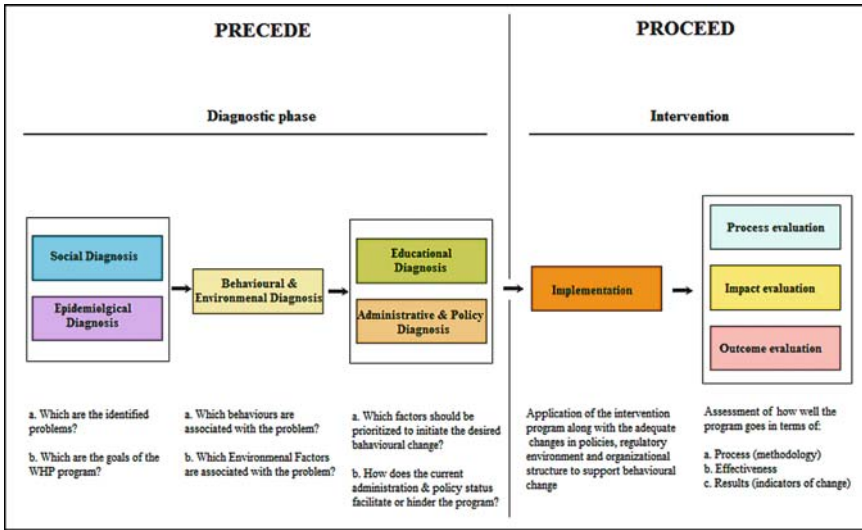 PRECEDE
PROCEED
Diagnostic phase
Intervention
Social Diagnosis
Epidemiolgical
Diagnosis
Behavioural &
Environmenal Diagnosis
Educational
Diagnosis
Administrative & Policy
Diagnosis
Implementation
Process evaluation
Impact evaluation
Outcome evaluation
a. Which are the identified
problems?
b. Which are the goals of the
WHP program?
a. Which behaviours are
associated with the problem?
b. Which Environmenal Factors
are associated with the problem?
a. Which factors should be
prioritized to initiate the desired
bahavioural change?
b. How does the current
administration & policy status
facilitate or hinder the program?
Application of the intervention
program along with the adequate
changes in policies, regulatory
environment and organizational
structure to support behavioural
change
Assessment of how well the
program goes in terms of:
a. Process (methodology)
b. Effectiveness
c. Results (indicators of change)